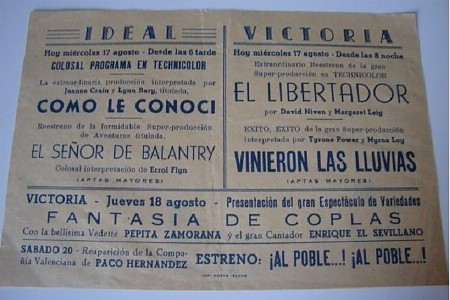 IDEAL
Hoy miércoles 17 agosto - Desde las 6 tarde
COLOSAL PROGRAMA EN TECHNICOLOR
La extraordinaria producción interpretada por
Jeanne Crain y Lynn Bary, titulada,
COMO LE CONOCI
Reestreno de la formidable Super-producción
de Aventuras titulada,
EL SEÑOR DE BALANTRY
Colosal interpretación de Errol Flyn
(APTAS MAYORES)
VICTORIA
Hoy miércoles 17 agosto - Desde las 8 noche
Extraordinario Reestreno de la gran
Super-producción en TECHNICOLOR
EL LIBERTADOR
por David Niven y Margaret Leig
EXITO, EXITO de la gran Super-producción
interpretada por Tyrone Power y Myrna Loy
VINIERON LAS LLUVIAS
(APTAS MAYORES)
VICTORIA - Jueves 18 agosto - Presentación del gran Espectáculo de Variedades
FANTASIA DE COPLAS
Con la bellísima Vedette PEPITA ZAMORANA y el gran Cantador ENRIQUE EL SEVILLANO
SABADO 20 - Reaparición de la Compa-
ñía Valenciana de PACO HERNANDEZ
ESTRENO: ¡AL POBLE...! ¡AL POBLE...!